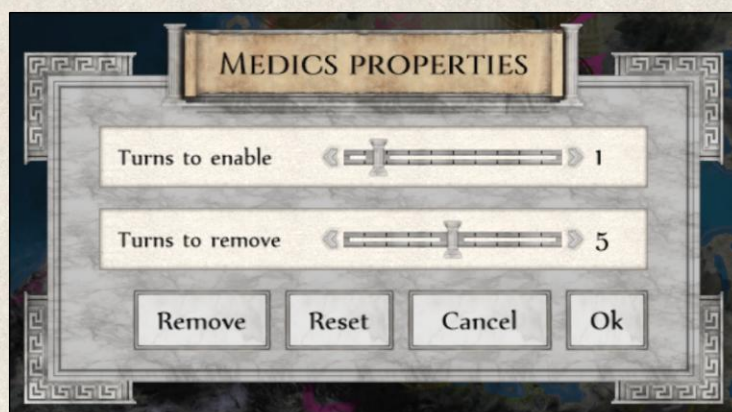 Medics properties
Turns to enable 1
Turns to remove 5
Remove Reset Cancel Ok